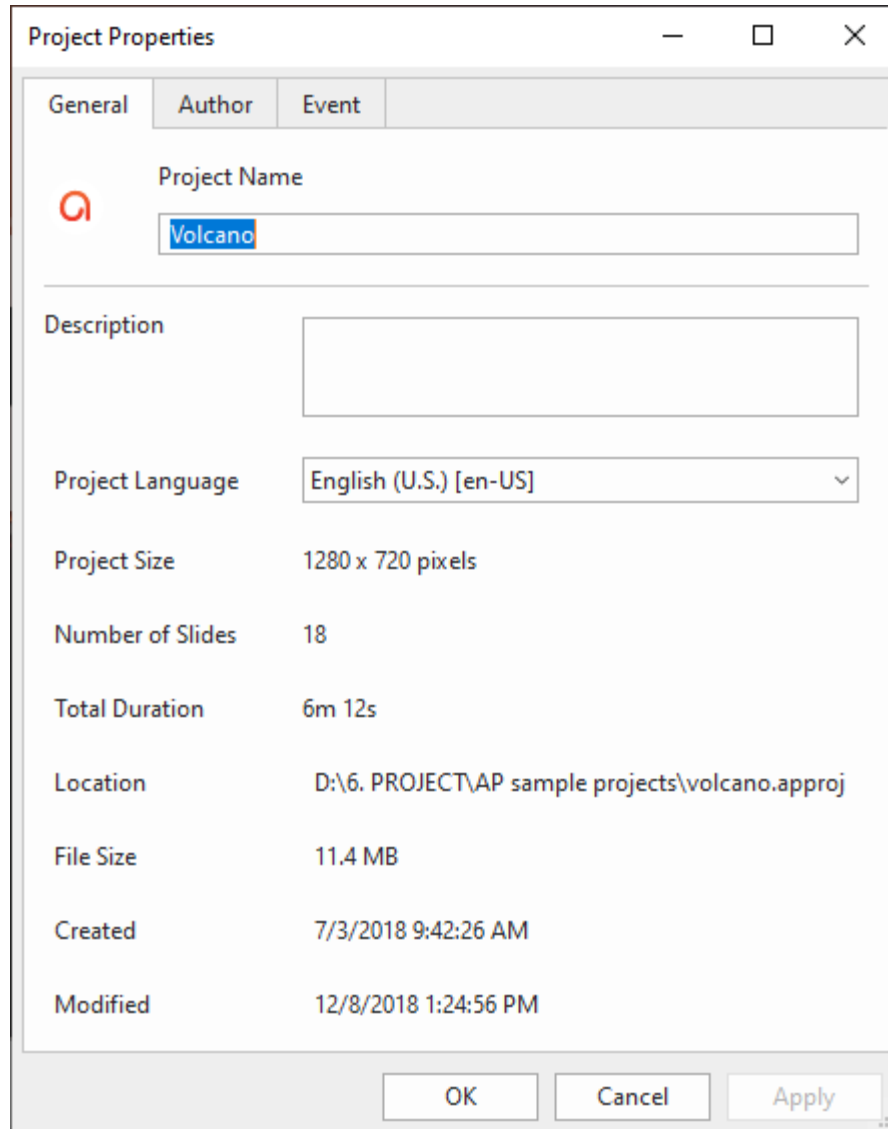 Project Properties
General Author Event
Project Name
Volcano
Description
Project Language English (U.S.) [en-US]
Project Size 1280 x 720 pixels
Number of Slides 18
Total Duration 6m 12s
Location D:\6. PROJECT\AP sample projects\volcano.approj
File Size 11.4 MB
Created 7/3/2018 9:42:26 AM
Modified 12/8/2018 1:24:56 PM
OK Cancel Apply